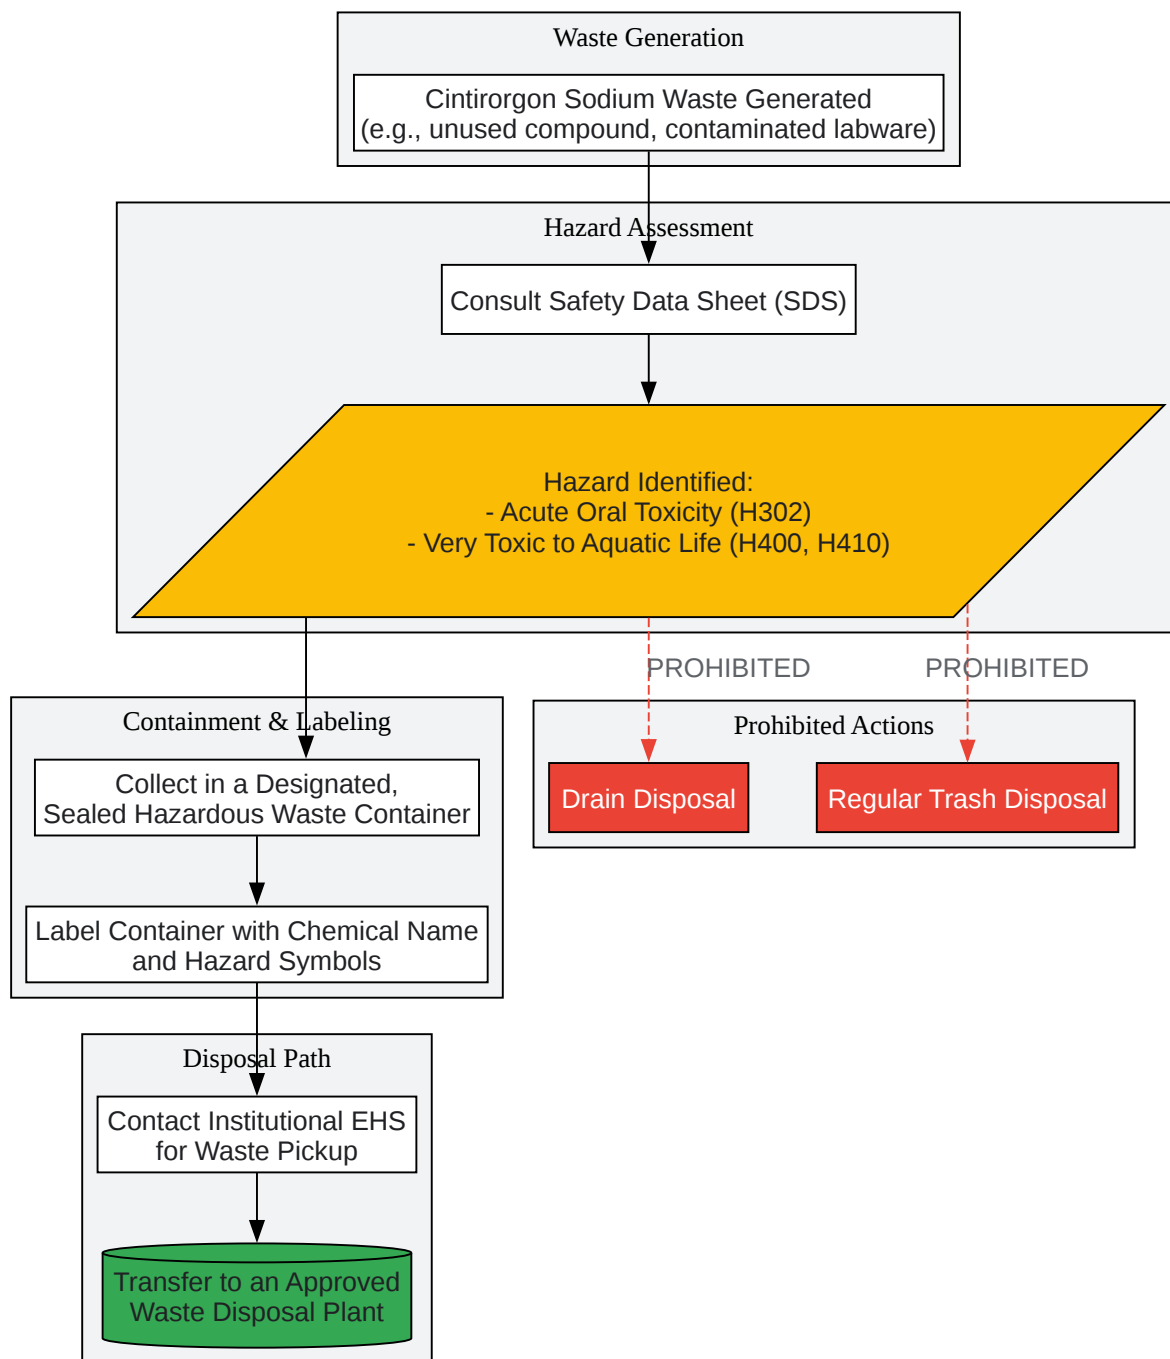 Waste Generation
Cintirorgon Sodium Waste Generated
(e.g., unused compound, contaminated labware)
Hazard Assessment
Consult Safety Data Sheet (SDS)
Hazard Identified:
- Acute Oral Toxicity (H302)
- Very Toxic to Aquatic Life (H400, H410)
PROHIBITED
PROHIBITED
Containment & Labeling
Collect in a Designated,
Sealed Hazardous Waste Container
Label Container with Chemical Name
and Hazard Symbols
Prohibited Actions
Drain Disposal
Regular Trash Disposal
Disposal Path
Contact Institutional EHS
for Waste Pickup
Transfer to an Approved
Waste Disposal Plant